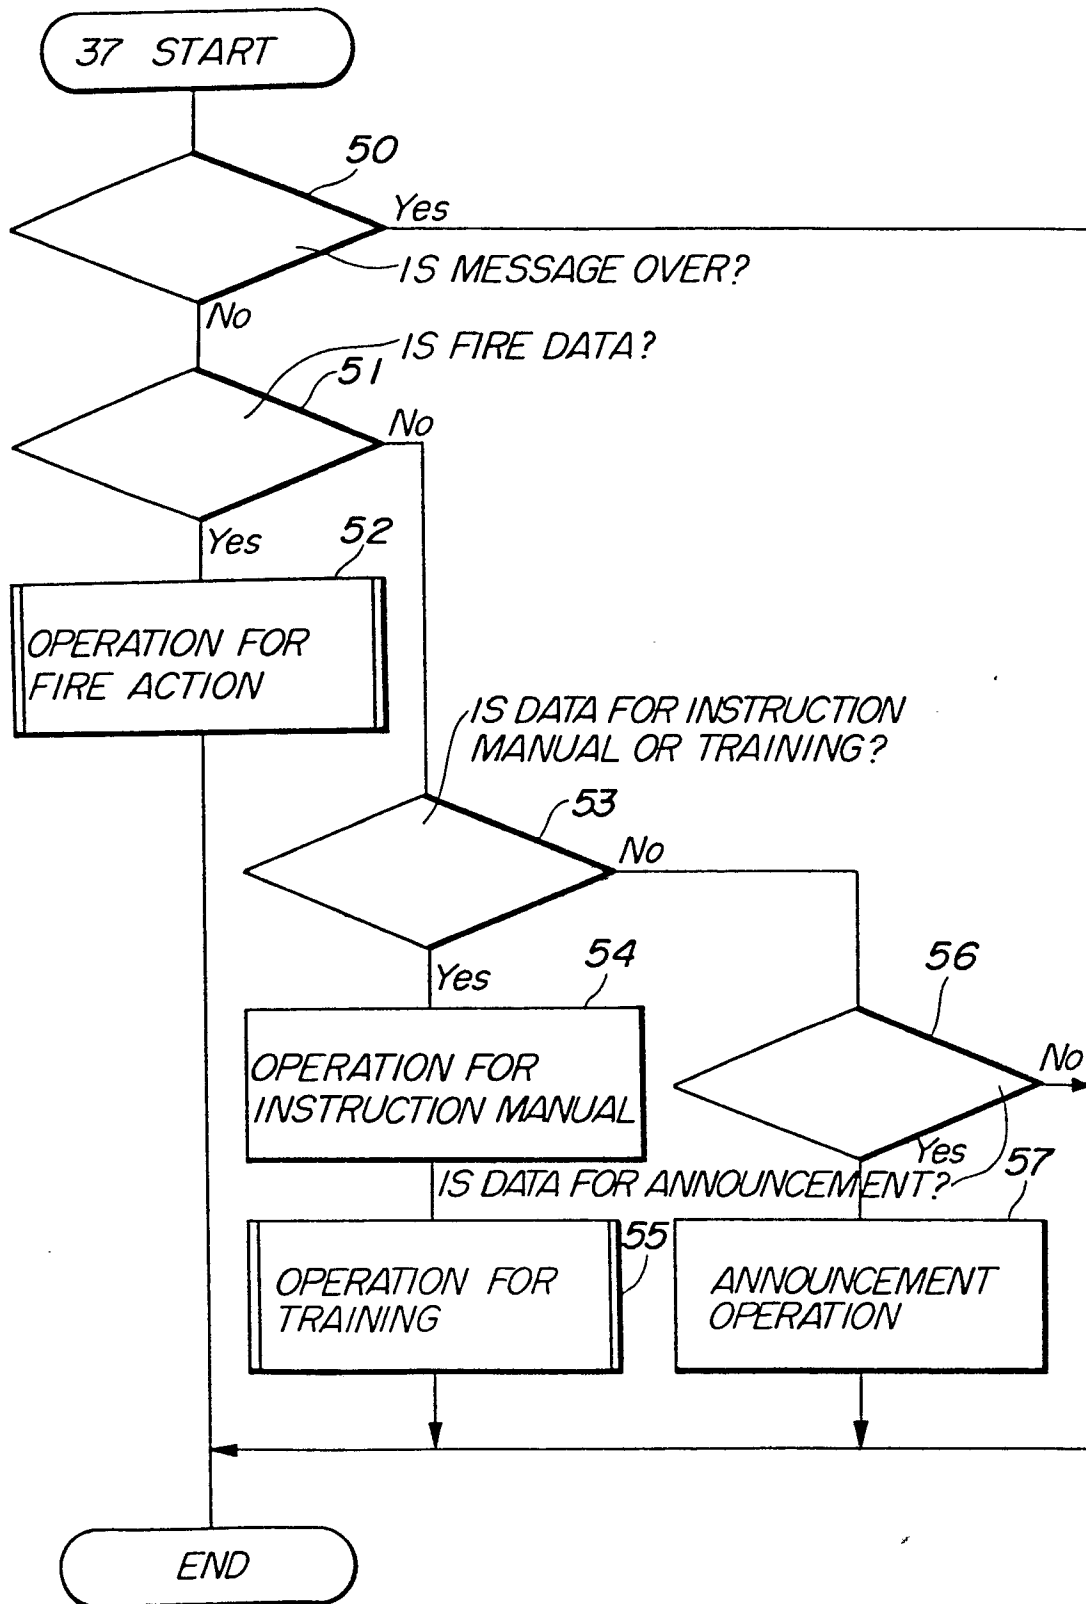 37 START
50
Yes
IS MESSAGE OVER?
No
IS FIRE DATA?
51
No
Yes
52
OPERATION FOR
FIRE ACTION
IS DATA FOR INSTRUCTION
MANUAL OR TRAINING?
53
No
Yes
54
56
OPERATION FOR
INSTRUCTION MANUAL
No
Yes
IS DATA FOR ANNOUNCEMENT?
57
55
OPERATION FOR
TRAINING
ANNOUNCEMENT
OPERATION
END